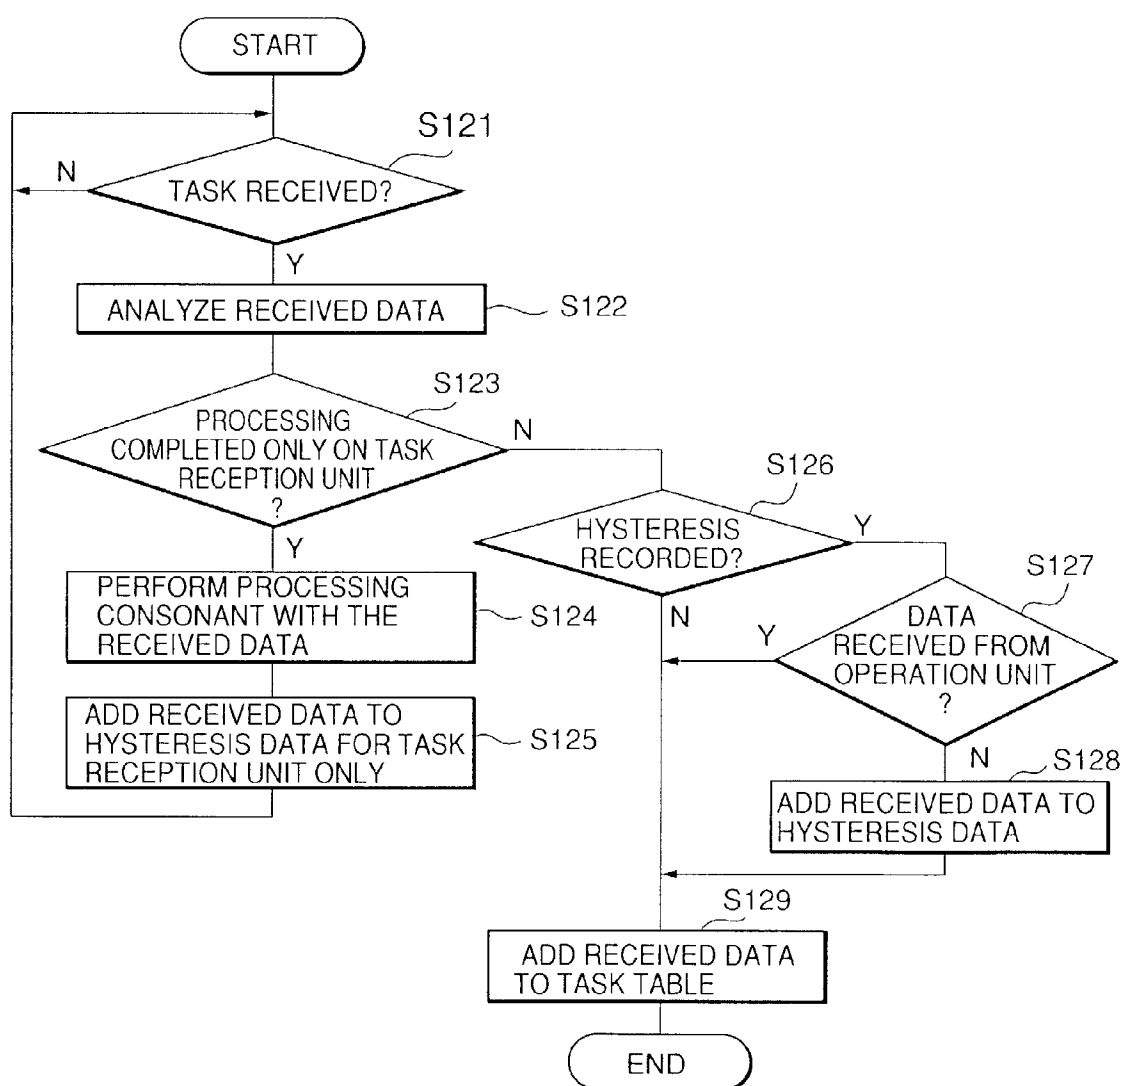 START
S121
N
TASK RECEIVED?
Y
ANALYZE RECEIVED DATA
S122
S123
PROCESSING
COMPLETED ONLY ON TASK
RECEPTION UNIT
?
N
Y
S126
HYSTERESIS
RECORDED?
Y
N
S127
DATA
RECEIVED FROM
OPERATION UNIT
?
Y
N
PERFORM PROCESSING
CONSONANT WITH THE
RECEIVED DATA
S124
ADD RECEIVED DATA TO
HYSTERESIS DATA FOR TASK
RECEPTION UNIT ONLY
S125
S128
ADD RECEIVED DATA TO
HYSTERESIS DATA
S129
ADD RECEIVED DATA
TO TASK TABLE
END